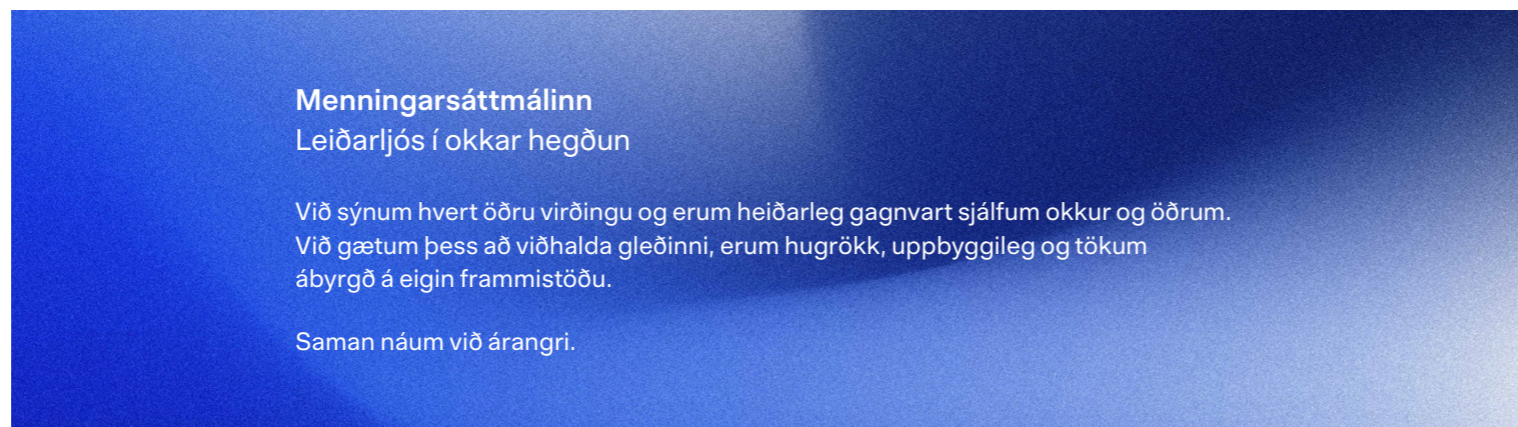 Menningarsáttmálinn
Leiðarljós í okkar hegðun
Við sýnum hvert öðru virðingu og erum heiðarleg gagnvart sjálfum okkur og öðrum.
Við gætum þess að viðhalda gleðinni, erum hugrökk, uppbyggileg og tökum
ábyrgð á eigin frammistöðu.
Saman náum við árangri.